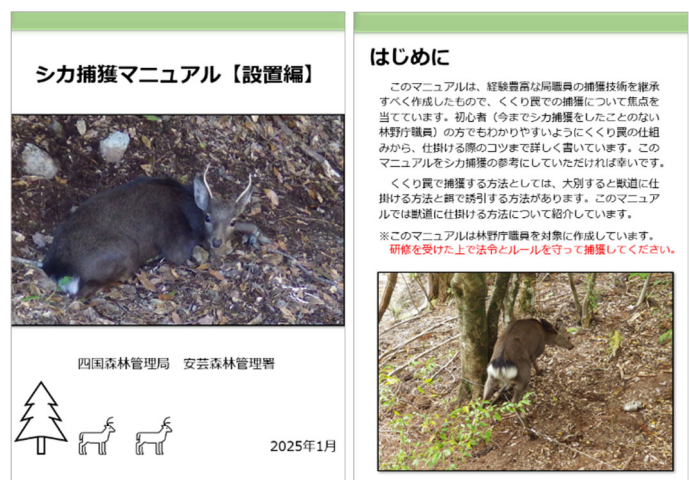 シカ捕獲マニュアル【設置編】
四国森林管理局　安芸森林管理署
2025年1月
はじめに
このマニュアルは、経験豊富な局職員の捕獲技術を継承
すべく作成したもので、くくり罠での捕獲について焦点を
当てています。初心者（今までシカ捕獲をしたことのない
林野庁職員）の方でもわかりやすいようにくくり罠の仕組
みから、仕掛ける際のコツまで詳しく書いています。この
マニュアルをシカ捕獲の参考にしていただければ幸いです。
くくり罠で捕獲する方法としては、大別すると獣道に仕
掛ける方法と餌で誘引する方法があります。このマニュア
ルでは獣道に仕掛ける方法について紹介しています。
※このマニュアルは林野庁職員を対象に作成しています。
研修を受けた上で法令とルールを守って捕獲してください。